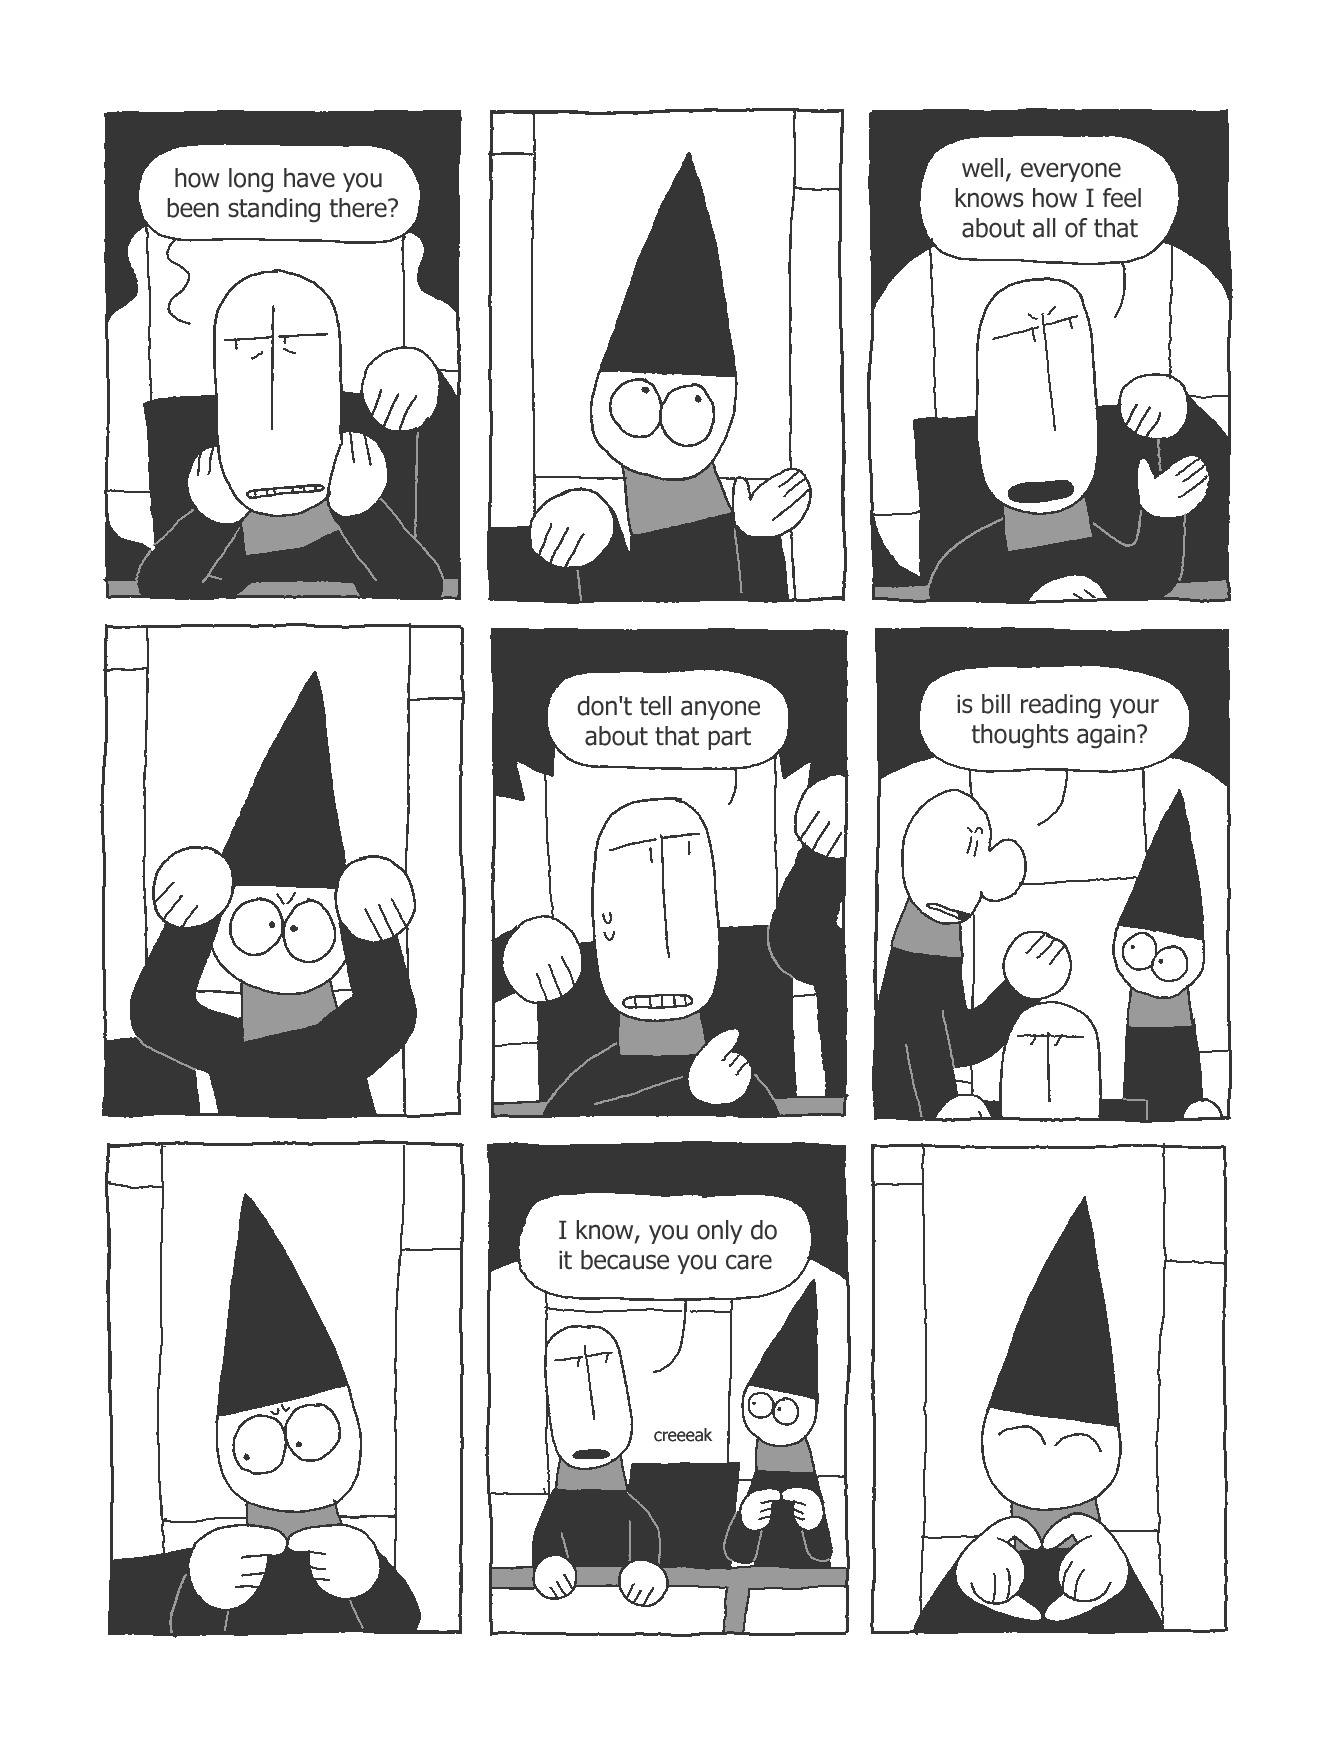 how long have you
been standing there?
well, everyone
knows how I feel
about all of that
don't tell anyone
about that part
is bill reading your
thoughts again?
I know, you only do
it because you care
creeeak